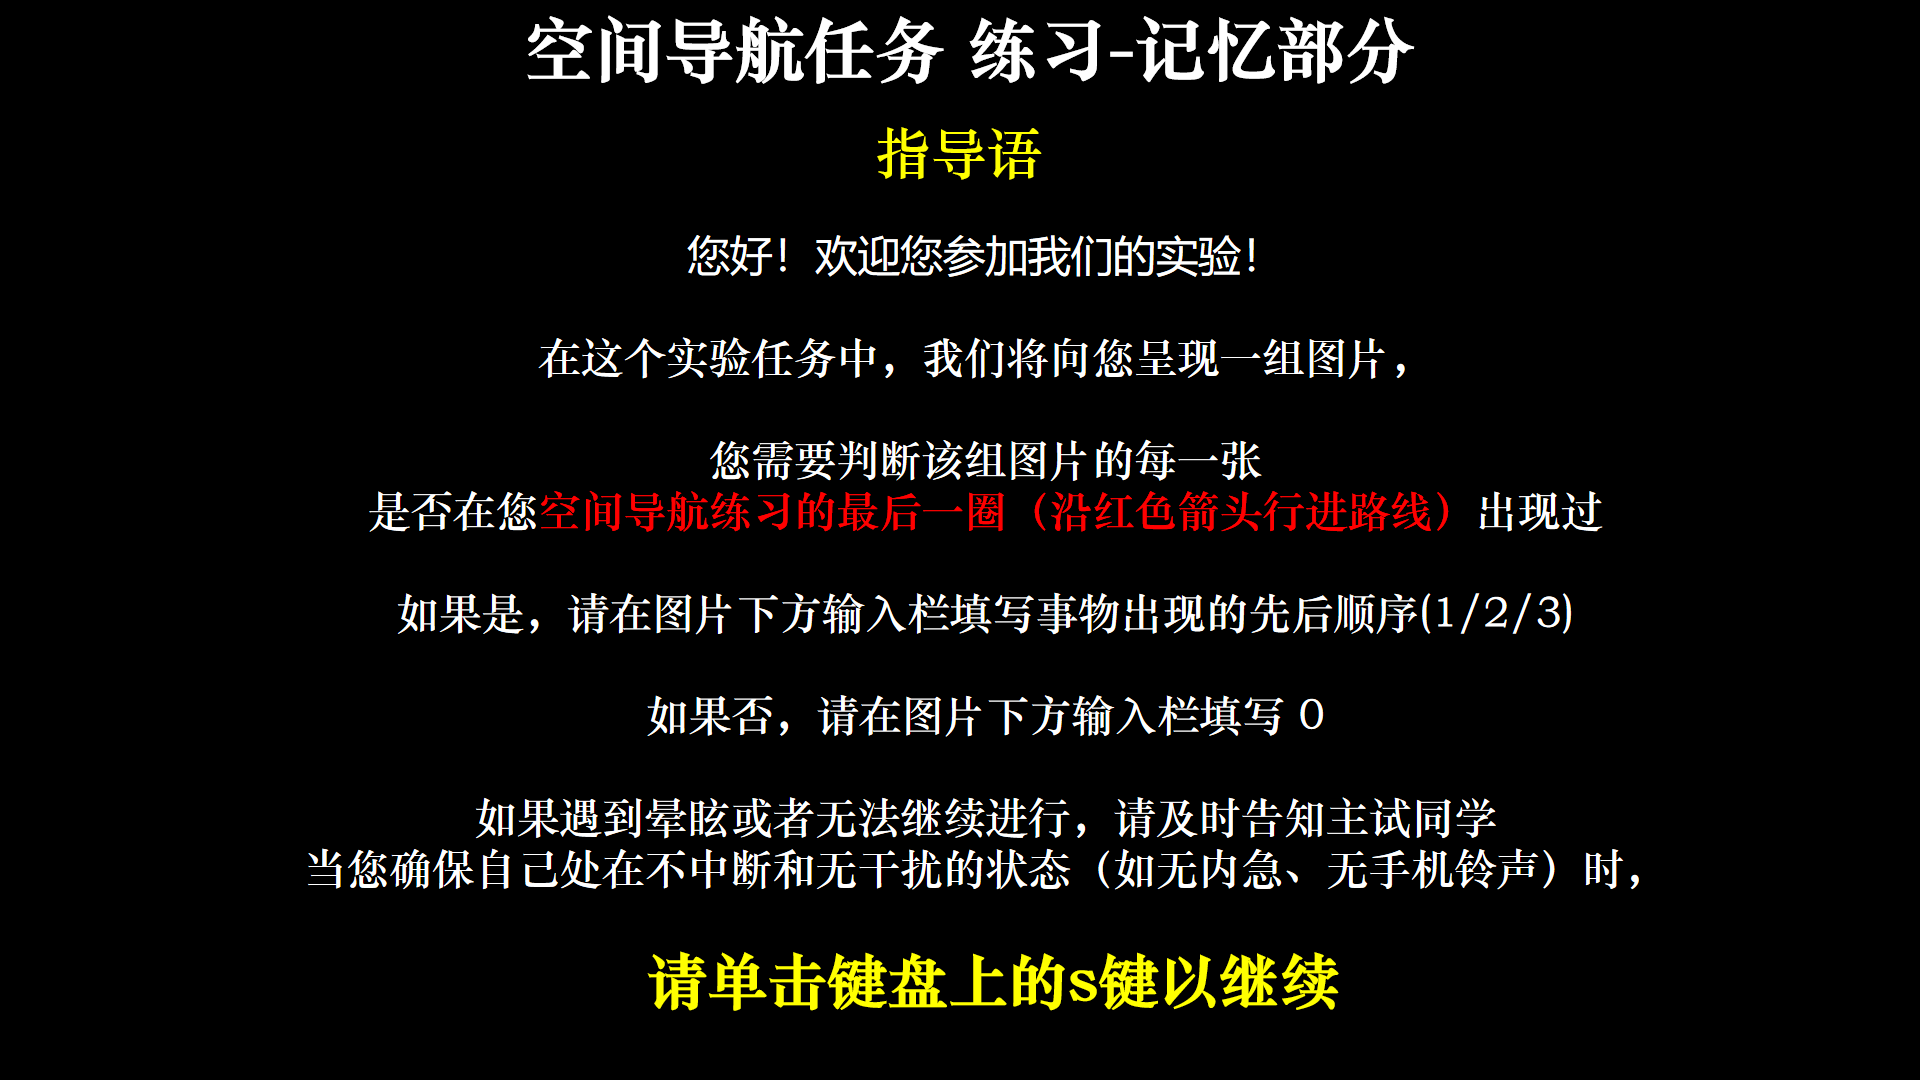 空间导航任务 练习-记忆部分
指导语
您好！欢迎您参加我们的实验！
在这个实验任务中，我们将向您呈现一组图片，
您需要判断该组图片的每一张
是否在您空间导航练习的最后一圈（沿红色箭头行进路线）出现过
如果是，请在图片下方输入栏填写事物出现的先后顺序(1/2/3)
如果否，请在图片下方输入栏填写 0
如果遇到晕眩或者无法继续进行，请及时告知主试同学
当您确保自己处在不中断和无干扰的状态（如无内急、无手机铃声）时，
请单击键盘上的s键以继续